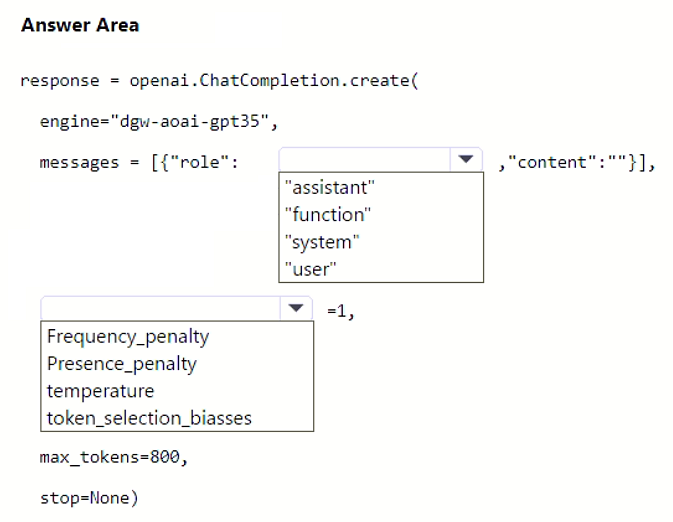 Answer Area
response = openai.ChatCompletion.create(
engine="dgw-aoai-gpt35",
messages = [{"role": ,"content":""}],
"assistant"
"function"
"system"
"user"
=1,
Frequency_penalty
Presence_penalty
temperature
token_selection_biasses
max_tokens=800,
stop=None)